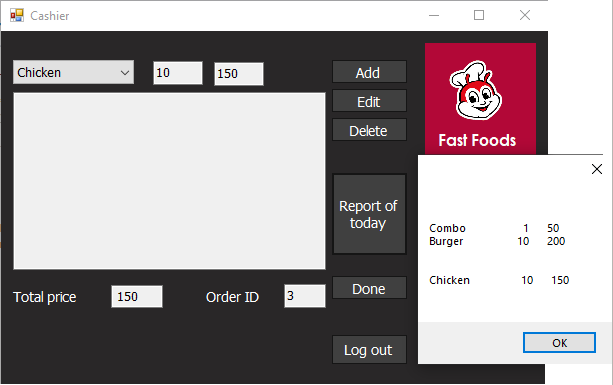 Cashier
Chicken 10 150 Add
Edit
Delete
Fast Foods
Report of
today
Total price 150 Order ID 3 Done
Log out
Combo 1 50
Burger 10 200
Chicken 10 150
OK